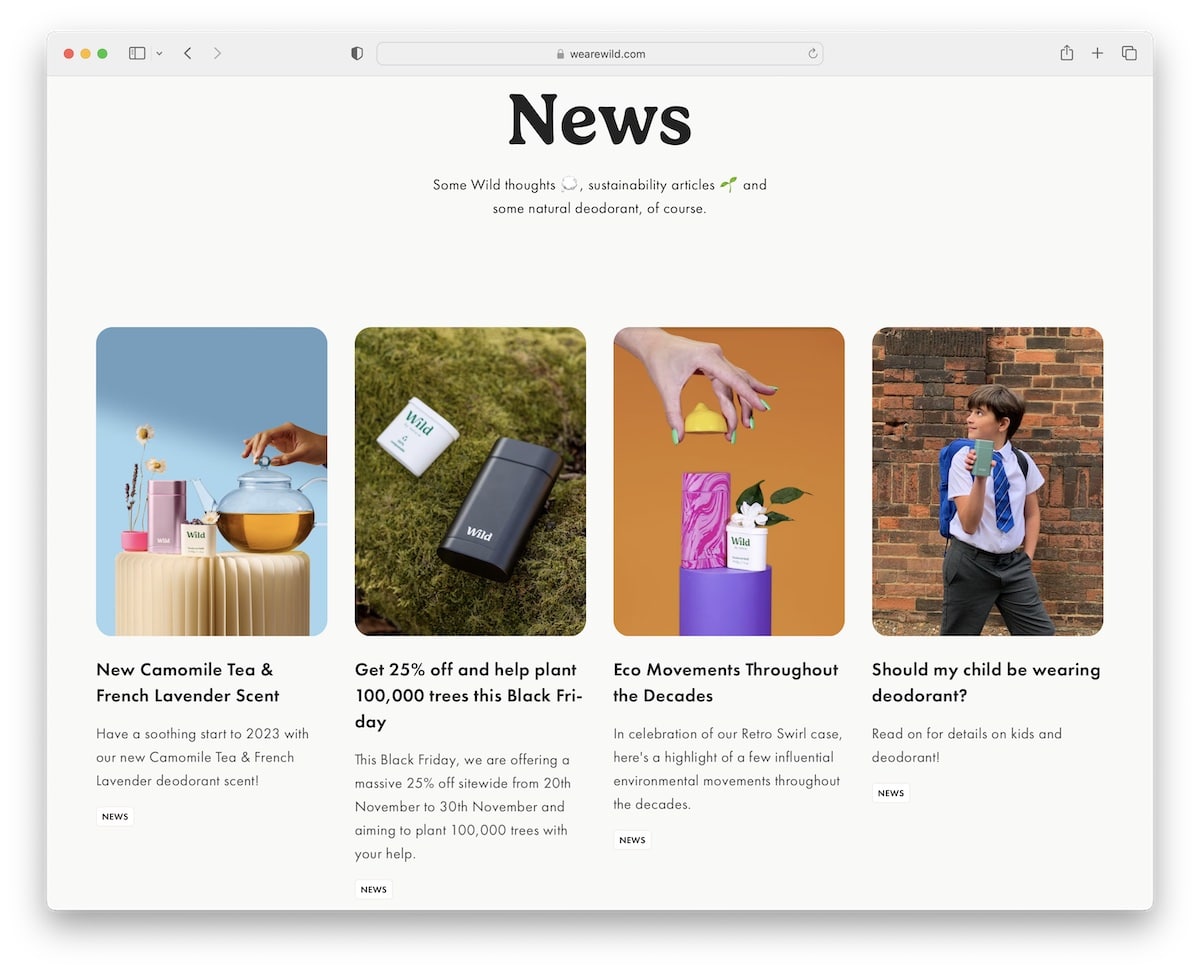 wearewild.com
News
Some Wild thoughts 💭, sustainability articles 🌱 and
some natural deodorant, of course.
Wild
Wild
Wild
Wild
Wild
New Camomile Tea &
French Lavender Scent
Have a soothing start to 2023 with
our new Camomile Tea & French
Lavender deodorant scent!
NEWS
Get 25% off and help plant
100,000 trees this Black Fri-
day
This Black Friday, we are offering a
massive 25% off sitewide from 20th
November to 30th November and
aiming to plant 100,000 trees with
your help.
NEWS
Eco Movements Throughout
the Decades
In celebration of our Retro Swirl case,
here's a highlight of a few influential
environmental movements throughout
the decades.
NEWS
Should my child be wearing
deodorant?
Read on for details on kids and
deodorant!
NEWS